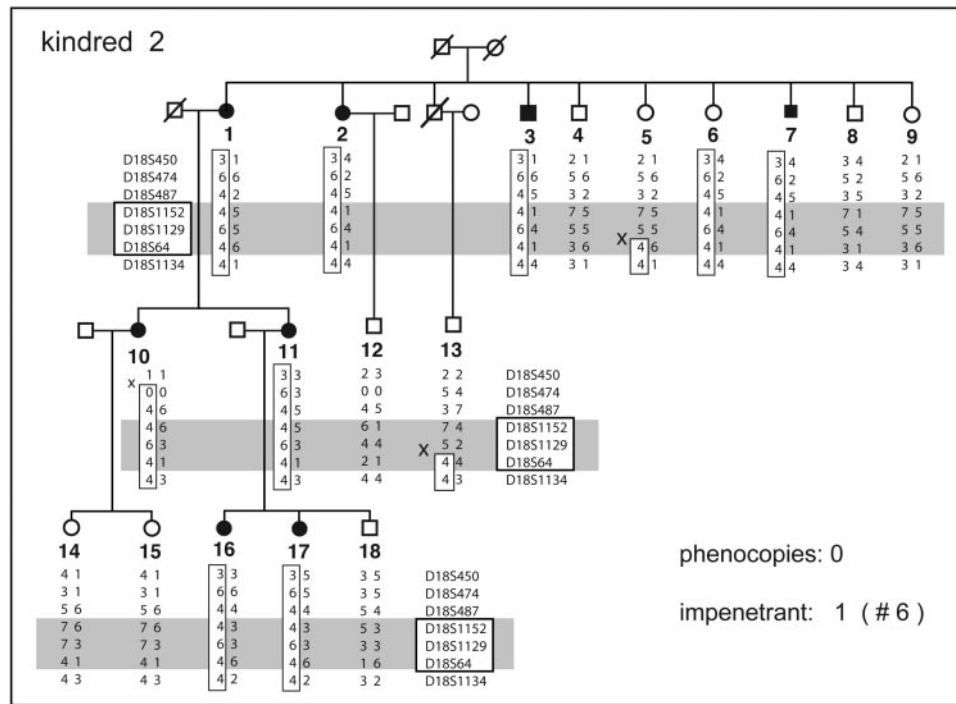 kindred 2
1 2 3 4 5 6 7 8 9
D18S450 3 1 3 4 3 1 2 1 2 1 3 4 3 4 3 4 2 1
D18S474 6 6 6 2 6 6 5 6 5 6 6 2 6 2 5 2 5 6
D18S487 4 2 4 5 4 5 3 2 3 2 4 5 4 5 3 5 3 2
D18S1152 4 5 4 1 4 1 7 5 7 5 4 1 4 1 7 1 7 5
D18S1129 6 5 6 4 6 4 5 5 5 5 6 4 6 4 5 4 5 5
D18S64 4 6 4 1 4 1 3 6 x 4 6 4 1 4 1 3 1 3 6
D18S1134 4 1 4 4 4 4 3 1 4 1 4 4 4 4 3 4 3 1
10 11 12 13
1 1 3 3 2 3 2 2 D18S450
x 0 0 6 3 0 0 5 4 D18S474
4 6 4 5 4 5 3 7 D18S487
4 6 4 5 6 1 7 4 D18S1152
6 3 6 3 4 4 5 2 D18S1129
4 1 4 1 2 1 x 4 4 D18S64
4 3 4 3 4 4 4 3 D18S1134
14 15 16 17 18
4 1 4 1 3 3 3 5 3 5 D18S450
3 1 3 1 6 6 6 5 3 5 D18S474
5 6 5 6 4 4 4 4 5 4 D18S487
7 6 7 6 4 3 4 3 5 3 D18S1152
7 3 7 3 6 3 6 3 3 3 D18S1129
4 1 4 1 4 6 4 6 1 6 D18S64
4 3 4 3 4 2 4 2 3 2 D18S1134
phenocopies: 0
impenetrant: 1 ( # 6 )